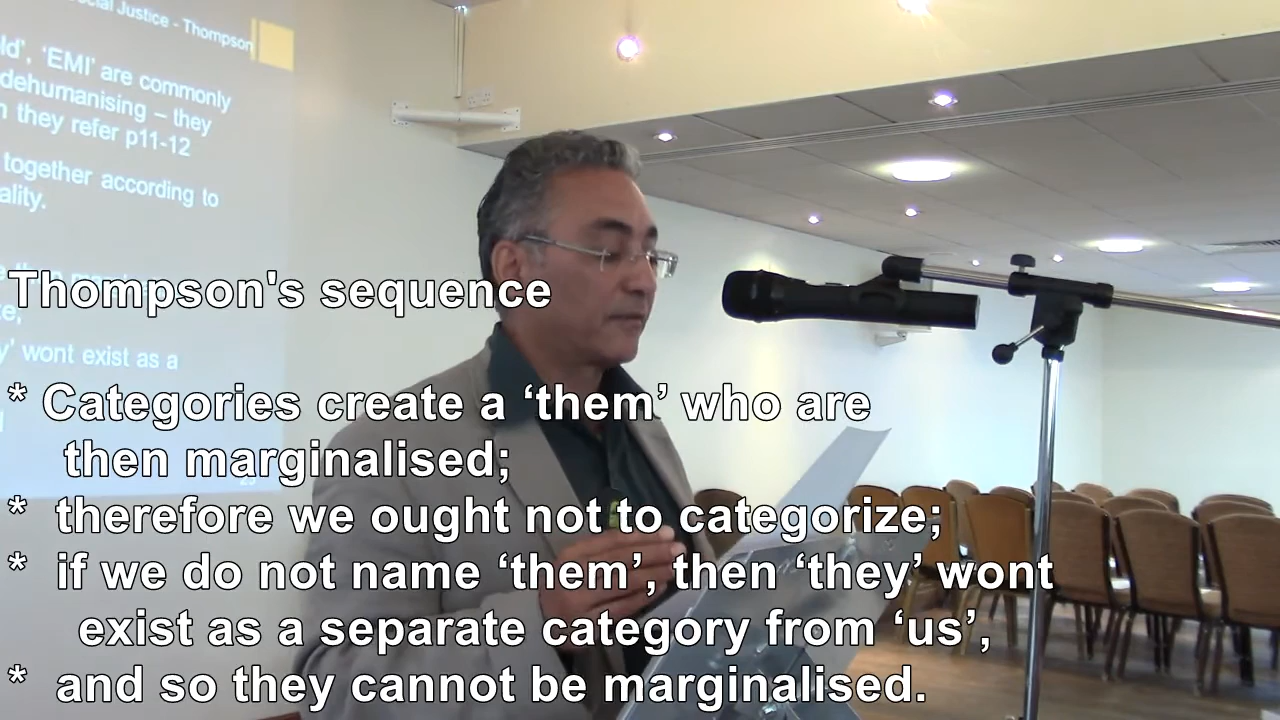 ocial Justice - Thompson
ld', 'EMI' are commonly
dehumanising – they
they refer p11-12
together according to
ality.
Thompson's sequence
y' wont exist as a
* Categories create a ‘them’ who are
then marginalised;
* therefore we ought not to categorize;
* if we do not name ‘them’, then ‘they’ wont
exist as a separate category from ‘us’,
* and so they cannot be marginalised.